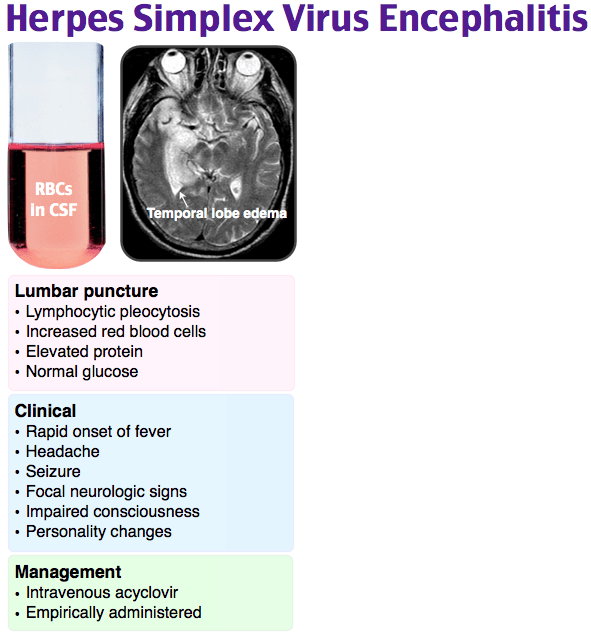 Herpes Simplex Virus Encephalitis
RBCs
in CSF
Temporal lobe edema
Lumbar puncture
• Lymphocytic pleocytosis
• Increased red blood cells
• Elevated protein
• Normal glucose
Clinical
• Rapid onset of fever
• Headache
• Seizure
• Focal neurologic signs
• Impaired consciousness
• Personality changes
Management
• Intravenous acyclovir
• Empirically administered